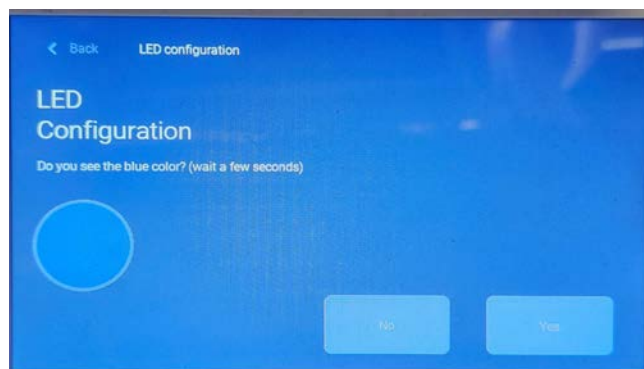 Back LED configuration
LED
Configuration
Do you see the blue color? (wait a few seconds)
No Yes